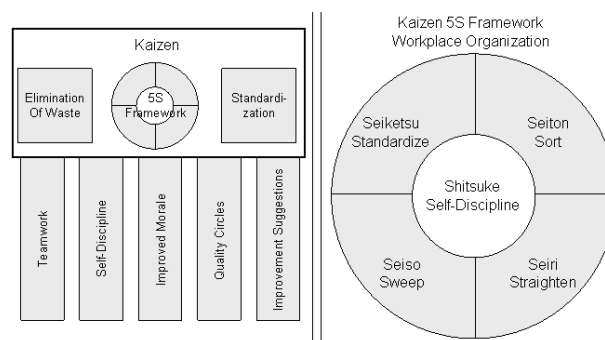 Kaizen
Elimination
Of Waste
5S
Framework
Standardi-
zation
Teamwork
Self-Discipline
Improved Morale
Quality Circles
Improvement Suggestions
Kaizen 5S Framework
Workplace Organization
Seiketsu
Standardize
Seiton
Sort
Shitsuke
Self-Discipline
Seiso
Sweep
Seiri
Straighten